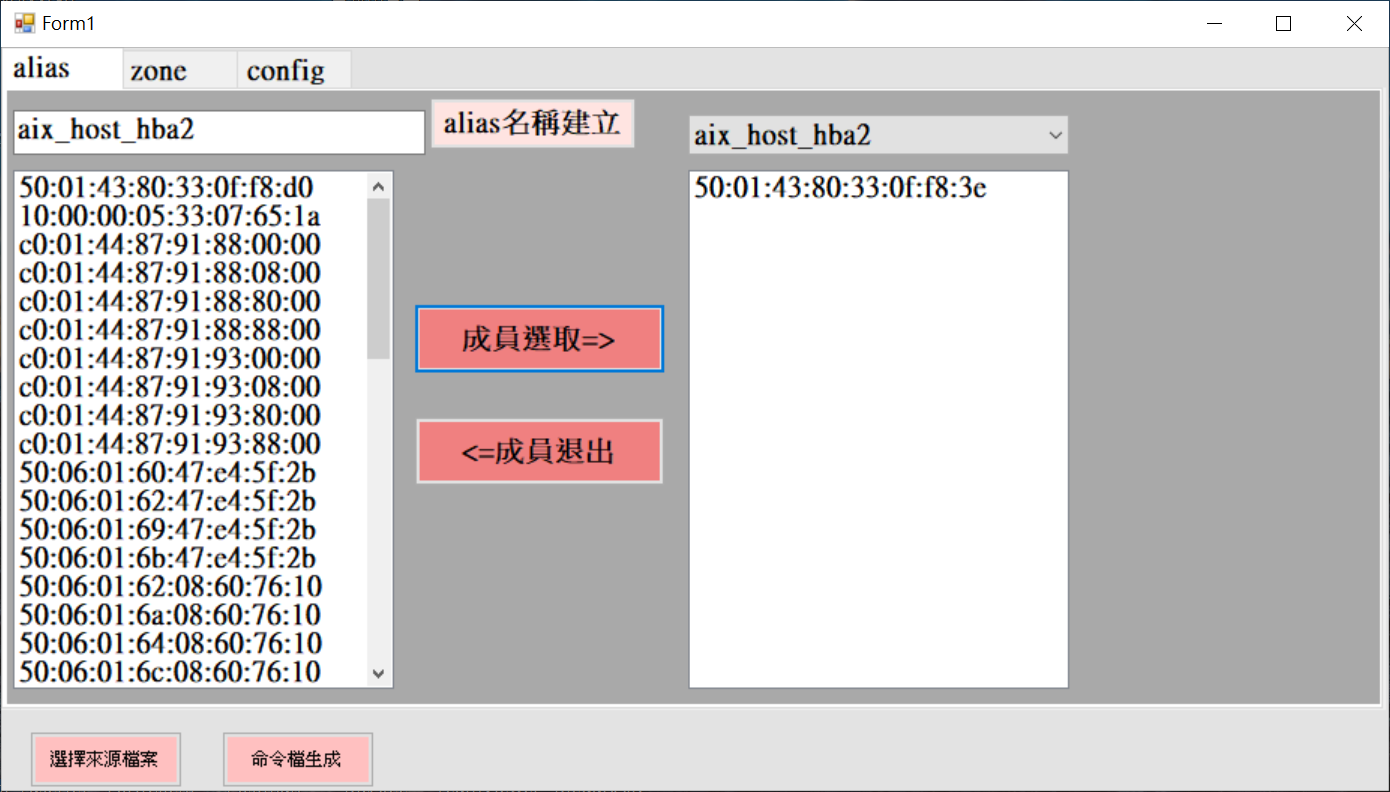 Form1
alias zone config
aix_host_hba2
alias名稱建立
aix_host_hba2
50:01:43:80:33:0f:f8:d0
10:00:00:05:33:07:65:1a
c0:01:44:87:91:88:00:00
c0:01:44:87:91:88:08:00
c0:01:44:87:91:88:80:00
c0:01:44:87:91:88:88:00
c0:01:44:87:91:93:00:00
c0:01:44:87:91:93:08:00
c0:01:44:87:91:93:80:00
c0:01:44:87:91:93:88:00
50:06:01:60:47:e4:5f:2b
50:06:01:62:47:e4:5f:2b
50:06:01:69:47:e4:5f:2b
50:06:01:6b:47:e4:5f:2b
50:06:01:62:08:60:76:10
50:06:01:6a:08:60:76:10
50:06:01:64:08:60:76:10
50:06:01:6c:08:60:76:10
成員選取=>
<=成員退出
50:01:43:80:33:0f:f8:3e
選擇來源檔案
命令檔生成